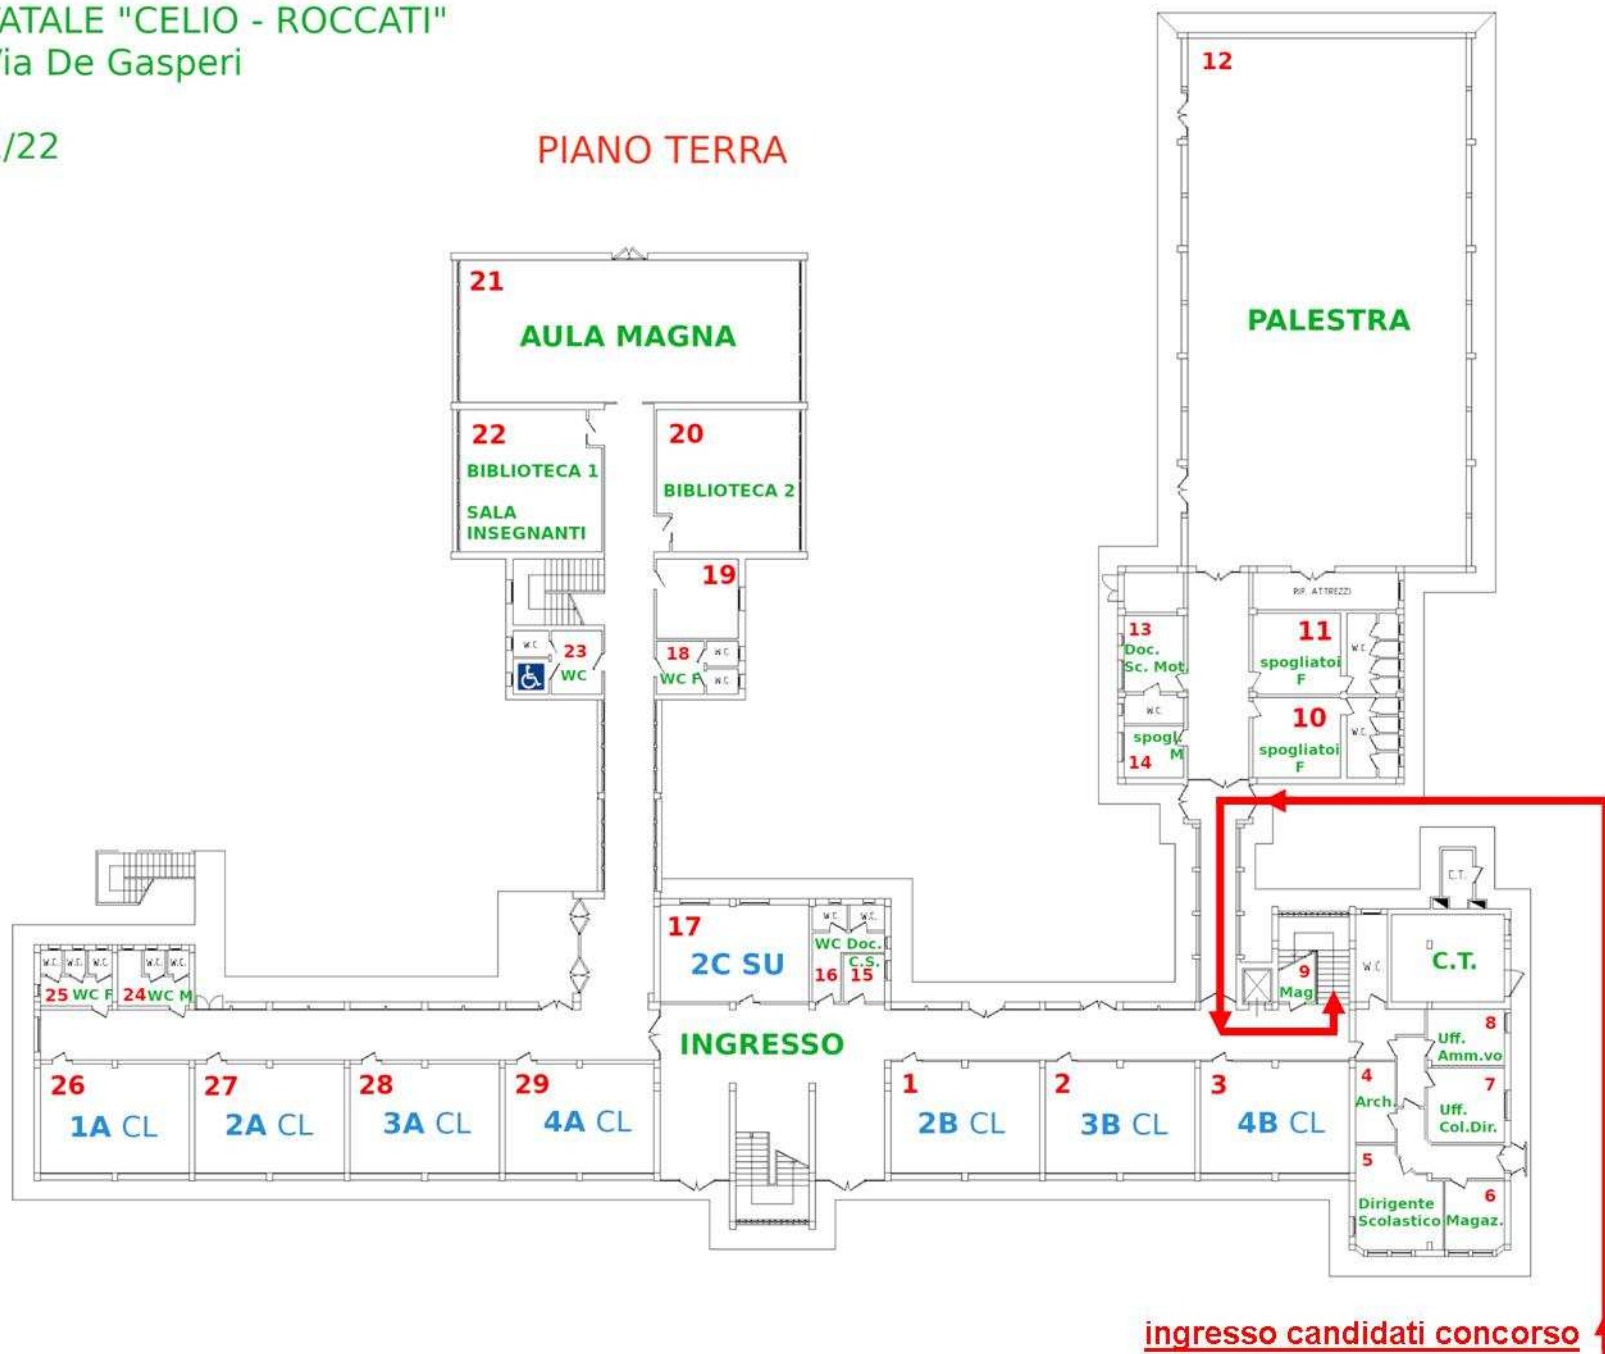 ATALE "CELIO - ROCCATI"
Via De Gasperi
/22
PIANO TERRA
12
PALESTRA
21
AULA MAGNA
22
BIBLIOTECA 1
SALA
INSEGNANTI
20
BIBLIOTECA 2
19
W.C.
23
WC
18
WC F
W.C.
W.C.
RIP. ATTREZZI
13
Doc.
Sc. Mot.
11
spogliatoi
F
W.C.
W.C.
10
spogliatoi
F
W.C.
spogl.
M
14
C.T.
17
2C SU
W.C.
W.C.
WC Doc.
C.S.
16
15
9
Mag.
W.C.
C.T.
W.C.
W.C.
W.C.
W.C.
W.C.
25 WC F
24 WC M
INGRESSO
8
Uff.
Amm.vo
26
1A CL
27
2A CL
28
3A CL
29
4A CL
1
2B CL
2
3B CL
3
4B CL
4
Arch.
7
Uff.
Col.Dir.
5
Dirigente
Scolastico
6
Magaz.
ingresso candidati concorso